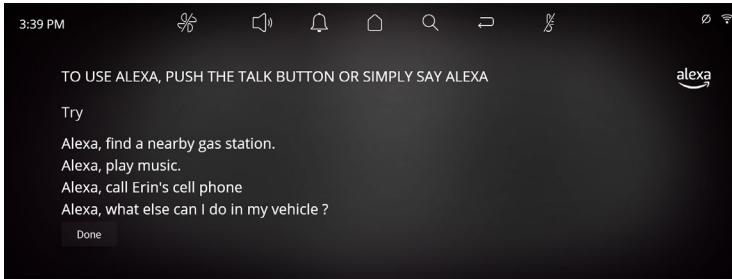 3:39 PM
TO USE ALEXA, PUSH THE TALK BUTTON OR SIMPLY SAY ALEXA
alexa
Try
Alexa, find a nearby gas station.
Alexa, play music.
Alexa, call Erin's cell phone
Alexa, what else can I do in my vehicle ?
Done